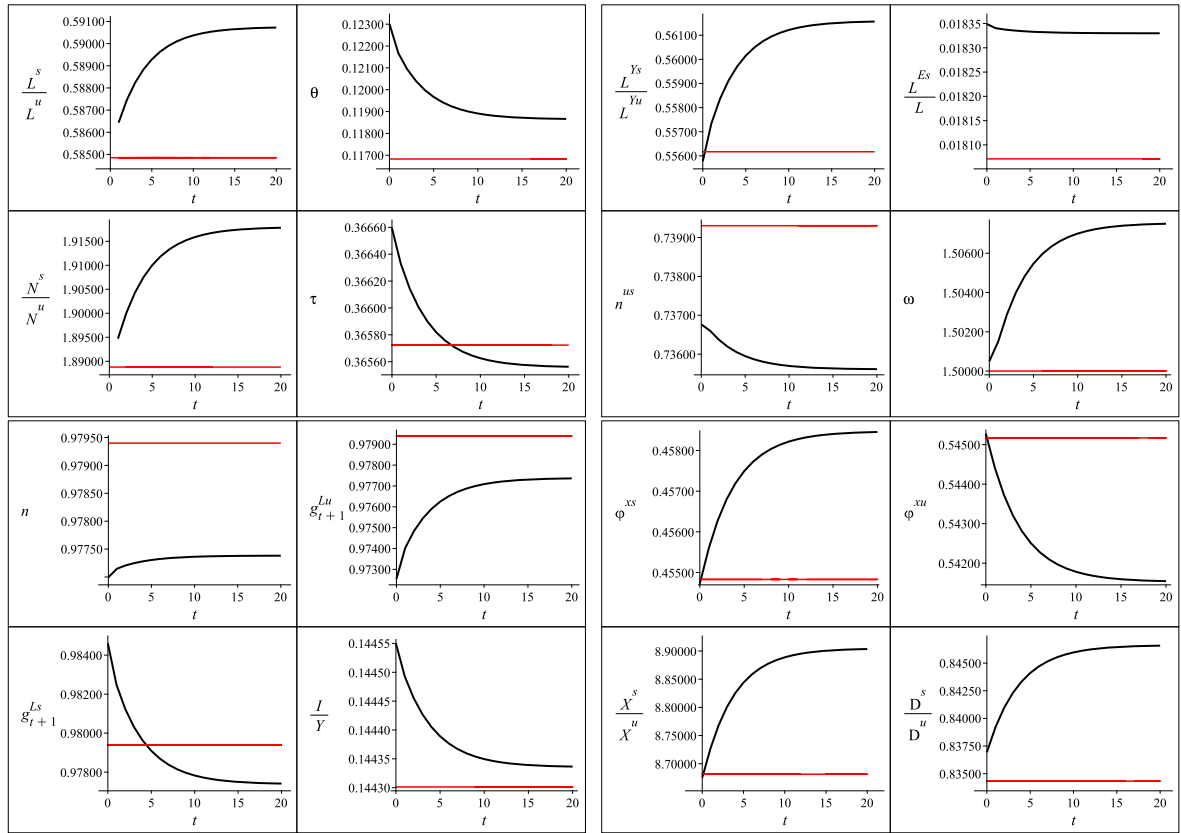 L^s / L^u
0.59100
0.59000
0.58900
0.58800
0.58700
0.58600
0.58500
0 5 10 15 20
t
θ
0.12300
0.12200
0.12100
0.12000
0.11900
0.11800
0.11700
0 5 10 15 20
t
L^Ys / L^Yu
0.56100
0.56000
0.55900
0.55800
0.55700
0.55600
0 5 10 15 20
t
L^Es / L
0.01835
0.01830
0.01825
0.01820
0.01815
0.01810
0 5 10 15 20
t
N^s / N^u
1.91500
1.91000
1.90500
1.90000
1.89500
1.89000
0 5 10 15 20
t
τ
0.36660
0.36640
0.36620
0.36600
0.36580
0.36560
0 5 10 15 20
t
n^us
0.73900
0.73800
0.73700
0.73600
0 5 10 15 20
t
ω
1.50600
1.50400
1.50200
1.50000
0 5 10 15 20
t
n
0.97950
0.97900
0.97850
0.97800
0.97750
0 5 10 15 20
t
g^Lu_t + 1
0.97900
0.97800
0.97700
0.97600
0.97500
0.97400
0.97300
0 5 10 15 20
t
φ^xs
0.45800
0.45700
0.45600
0.45500
0 5 10 15 20
t
φ^xu
0.54500
0.54400
0.54300
0.54200
0 5 10 15 20
t
g^Ls_t + 1
0.98400
0.98200
0.98000
0.97800
0 5 10 15 20
t
I / Y
0.14455
0.14450
0.14445
0.14440
0.14435
0.14430
0 5 10 15 20
t
X^s / X^u
8.90000
8.85000
8.80000
8.75000
8.70000
0 5 10 15 20
t
D^s / D^u
0.84500
0.84250
0.84000
0.83750
0.83500
0 5 10 15 20
t